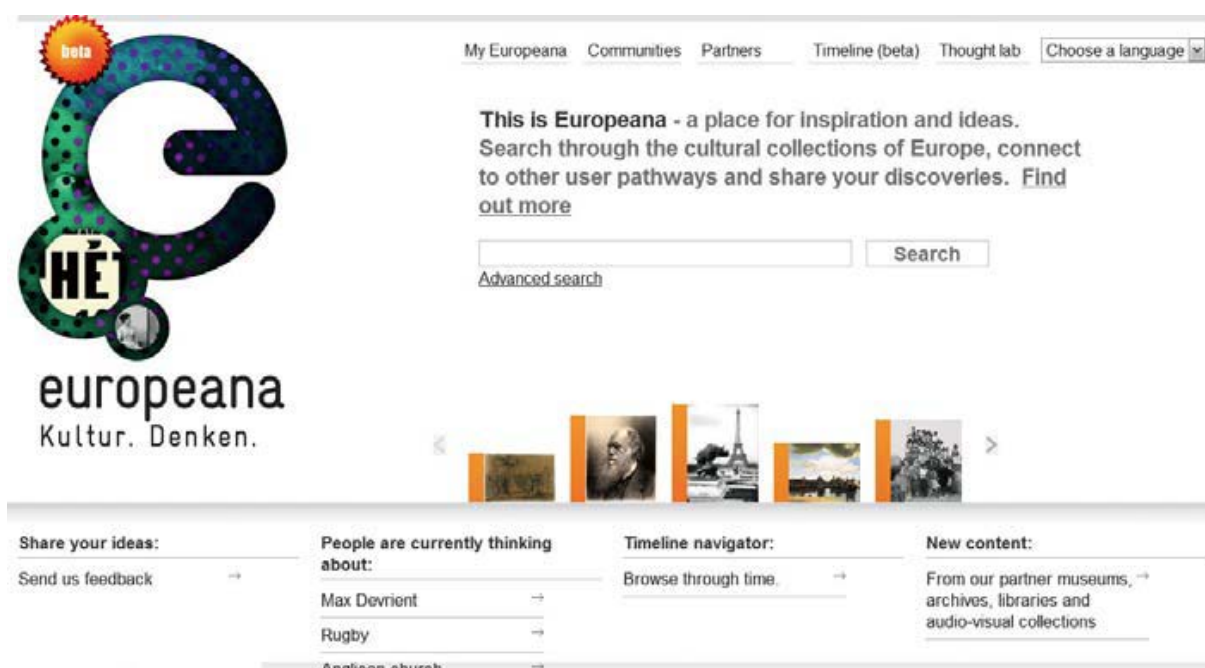 beta
My Europeana Communities Partners Timeline (beta) Thought lab Choose a language
This is Europeana - a place for inspiration and ideas.
Search through the cultural collections of Europe, connect
to other user pathways and share your discoveries. Find
out more
Search
Advanced search
HÉ
europeana
Kultur. Denken.
Share your ideas:
Send us feedback →
People are currently thinking
about:
Max Devrient →
Rugby →
Anglican church →
Timeline navigator:
Browse through time. →
New content:
From our partner museums, →
archives, libraries and
audio-visual collections